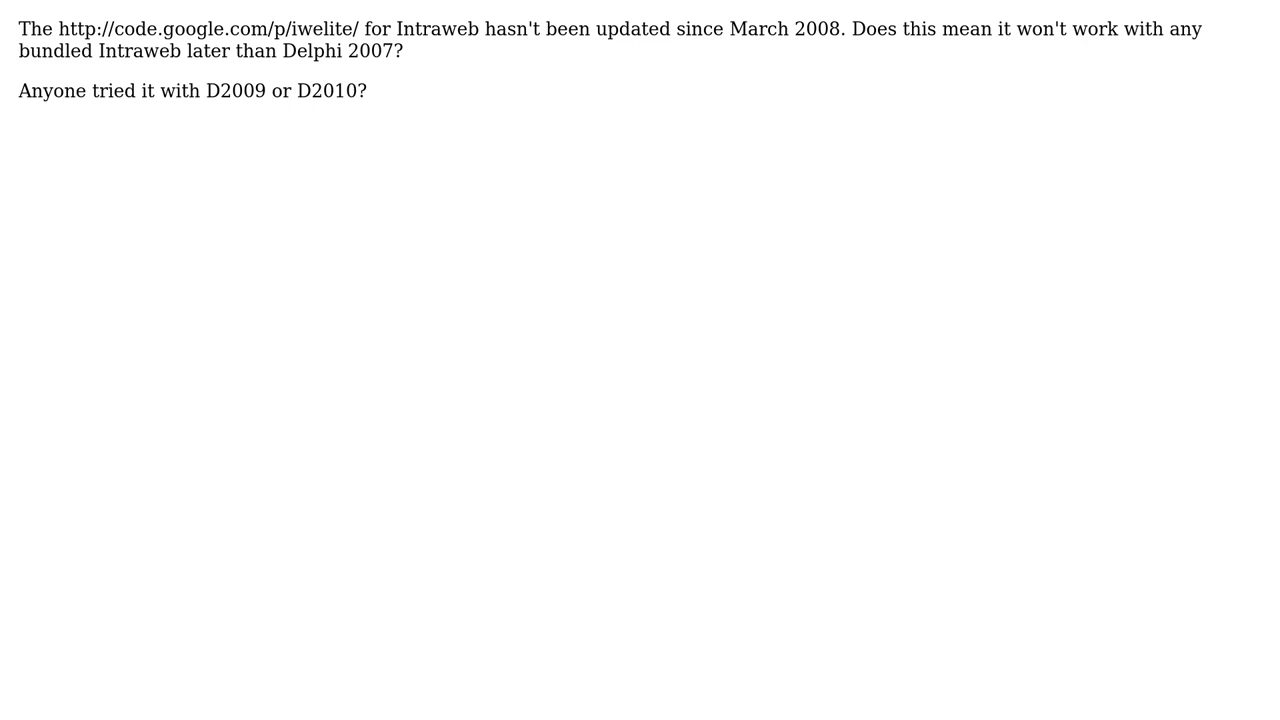 The http://code.google.com/p/iwelite/ for Intraweb hasn't been updated since March 2008. Does this mean it won't work with any
bundled Intraweb later than Delphi 2007?
Anyone tried it with D2009 or D2010?